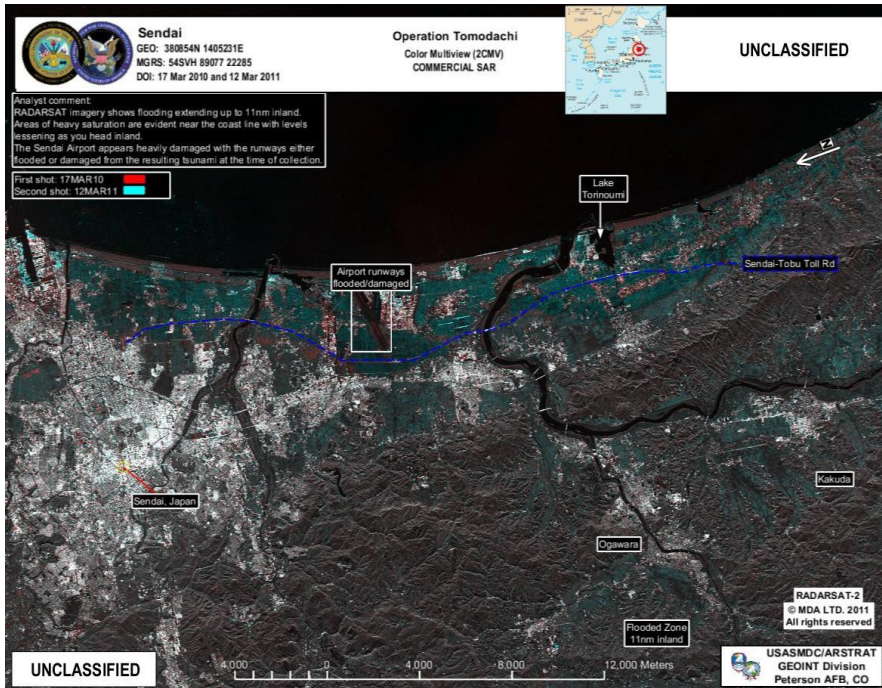 Sendai
GEO: 380854N 1405231E
MGRS: 54SVH 89077 22285
DOI: 17 Mar 2010 and 12 Mar 2011
Operation Tomodachi
Color Multiview (2CMV)
COMMERCIAL SAR
UNCLASSIFIED
Analyst comment:
RADARSAT imagery shows flooding extending up to 11nm inland.
Areas of heavy saturation are evident near the coast line with levels
lessening as you head inland.
The Sendai Airport appears heavily damaged with the runways either
flooded or damaged from the resulting tsunami at the time of collection.
First shot: 17MAR10
Second shot: 12MAR11
N
Lake
Torinoumi
Airport runways
flooded/damaged
Sendai-Tobu Toll Rd
Sendai, Japan
Kakuda
Ogawara
Flooded Zone
11nm inland
RADARSAT-2
© MDA LTD. 2011
All rights reserved
UNCLASSIFIED
4,000 0 4,000 8,000 12,000 Meters
USASMDC/ARSTRAT
GEOINT Division
Peterson AFB, CO